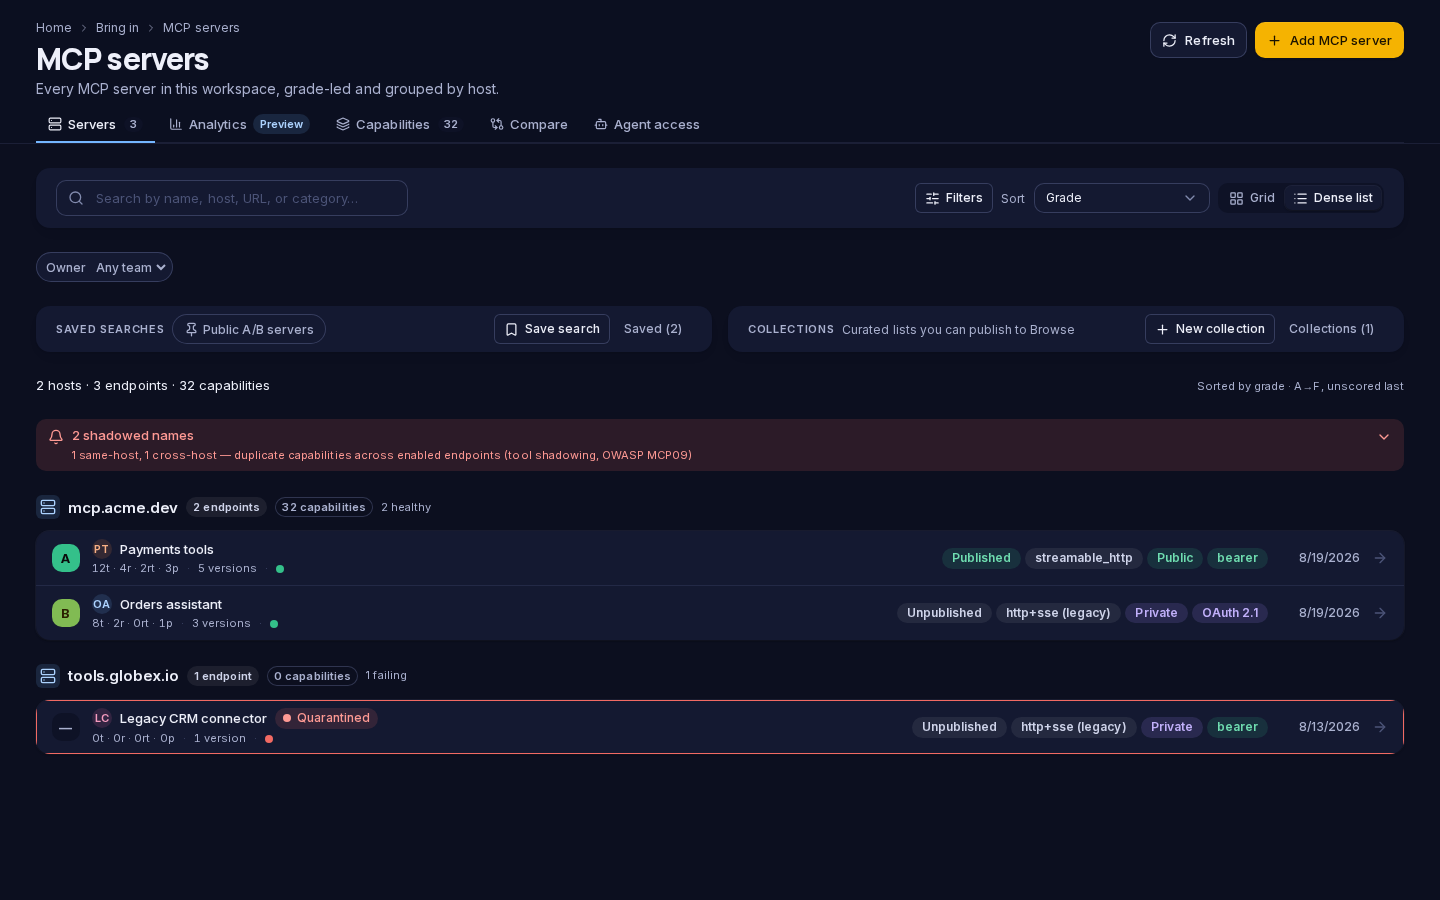 Home > Bring in > MCP servers
MCP servers
Every MCP server in this workspace, grade-led and grouped by host.
Refresh
Add MCP server
Servers 3
Analytics Preview
Capabilities 32
Compare
Agent access
Search by name, host, URL, or category...
Filters
Sort
Grade
Grid
Dense list
Owner Any team
SAVED SEARCHES
Public A/B servers
Save search
Saved (2)
COLLECTIONS
Curated lists you can publish to Browse
New collection
Collections (1)
2 hosts · 3 endpoints · 32 capabilities
Sorted by grade · A→F, unscored last
2 shadowed names
1 same-host, 1 cross-host — duplicate capabilities across enabled endpoints (tool shadowing, OWASP MCP09)
mcp.acme.dev 2 endpoints 32 capabilities 2 healthy
A
PT Payments tools
12t · 4r · 2rt · 3p · 5 versions ·
Published streamable_http Public bearer 8/19/2026
B
OA Orders assistant
8t · 2r · 0rt · 1p · 3 versions ·
Unpublished http+sse (legacy) Private OAuth 2.1 8/19/2026
tools.globex.io 1 endpoint 0 capabilities 1 failing
—
LC Legacy CRM connector Quarantined
0t · 0r · 0rt · 0p · 1 version ·
Unpublished http+sse (legacy) Private bearer 8/13/2026